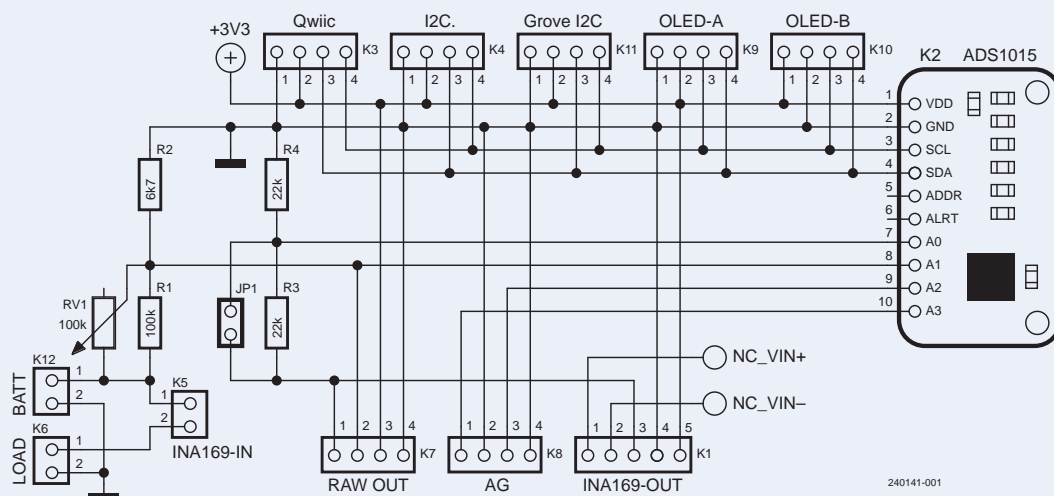 Qwiic I2C. Grove I2C OLED-A OLED-B
+3V3 K3 K4 K11 K9 K10 K2 ADS1015
1 2 3 4 1 2 3 4 1 2 3 4 1 2 3 4 1 2 3 4
1 VDD
2 GND
3 SCL
4 SDA
5 ADDR
6 ALRT
7 A0
8 A1
9 A2
10 A3
R2 R4
6k7 22k
JP1
RV1 R1 R3
100k 100k 22k
K12 K5
BATT 1 2
1 2
INA169-IN
K6
LOAD 1 2
NC_VIN+
NC_VIN–
1 2 3 4 1 2 3 4 1 2 3 4 5
K7 K8 K1
RAW OUT AG INA169-OUT
240141-001